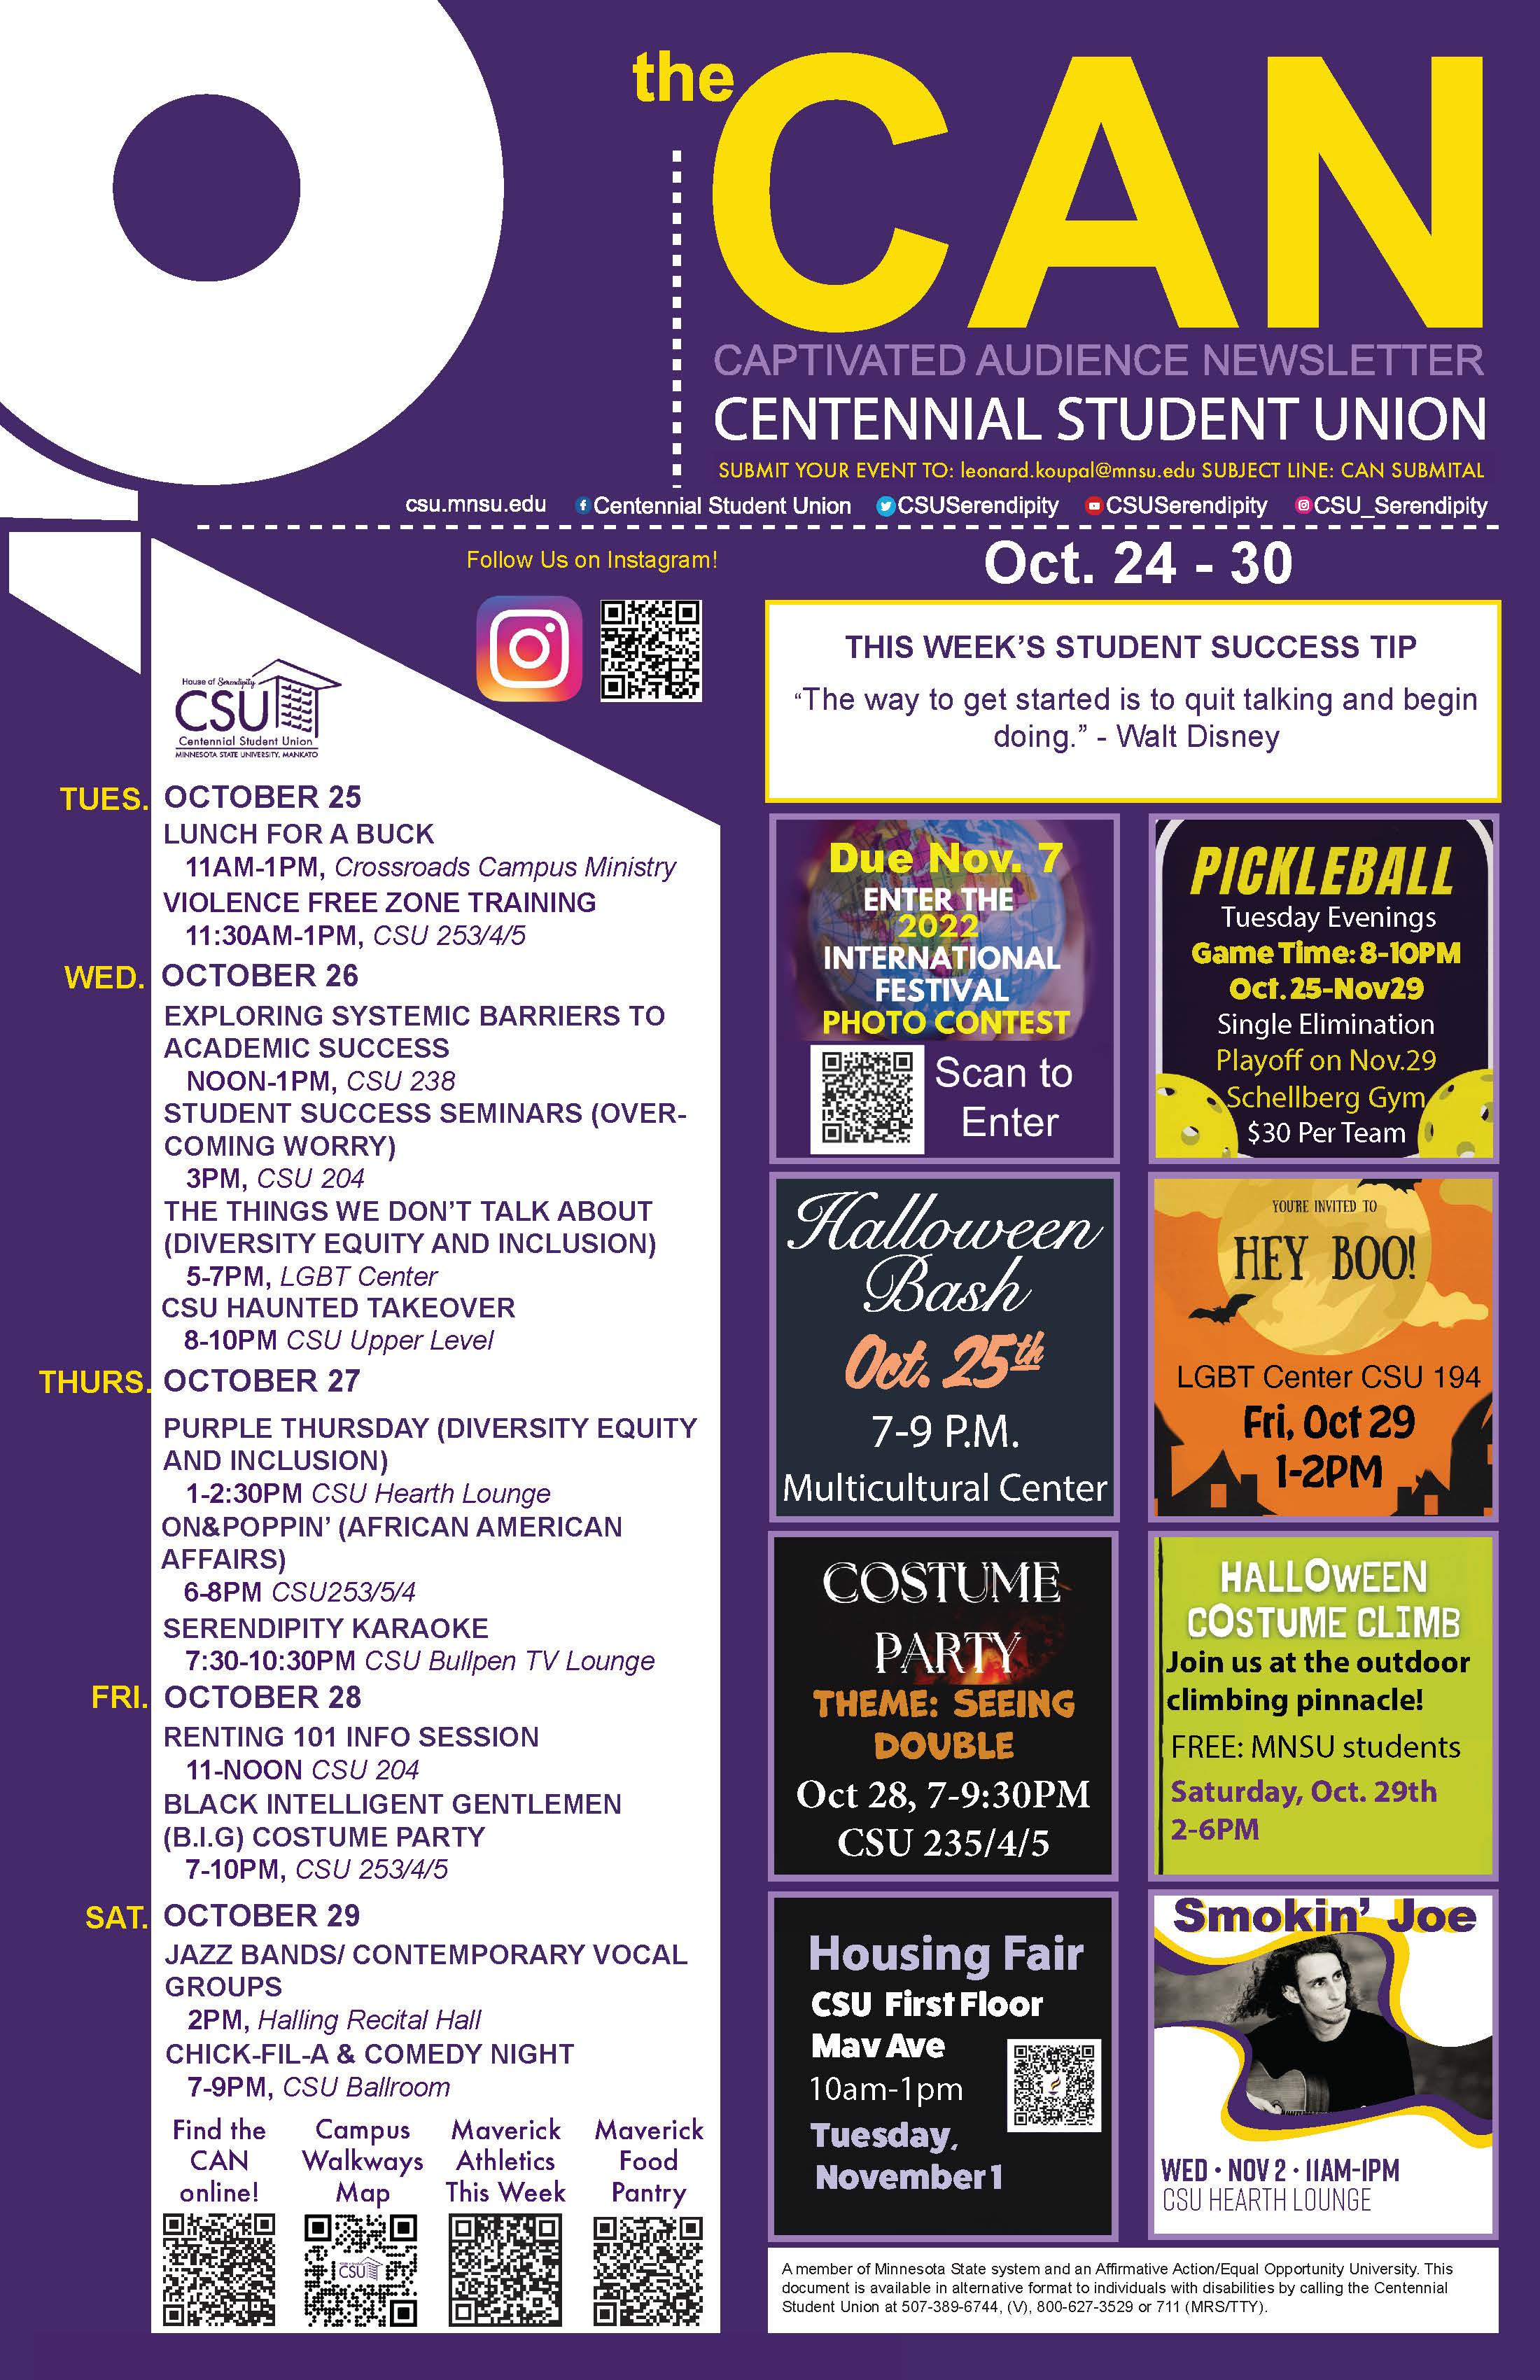 the
CAN
CAPTIVATED AUDIENCE NEWSLETTER
CENTENNIAL STUDENT UNION
SUBMIT YOUR EVENT TO: leonard.koupal@mnsu.edu SUBJECT LINE: CAN SUBMITAL
csu.mnsu.edu Centennial Student Union CSUSerendipity CSUSerendipity CSU_Serendipity
Follow Us on Instagram!
Oct. 24 - 30
THIS WEEK'S STUDENT SUCCESS TIP
“The way to get started is to quit talking and begin
doing.” - Walt Disney
House of Serendipity
CSU
Centennial Student Union
MINNESOTA STATE UNIVERSITY, MANKATO
TUES. OCTOBER 25
LUNCH FOR A BUCK
11AM-1PM, Crossroads Campus Ministry
VIOLENCE FREE ZONE TRAINING
11:30AM-1PM, CSU 253/4/5
WED. OCTOBER 26
EXPLORING SYSTEMIC BARRIERS TO
ACADEMIC SUCCESS
NOON-1PM, CSU 238
STUDENT SUCCESS SEMINARS (OVER-
COMING WORRY)
3PM, CSU 204
THE THINGS WE DON'T TALK ABOUT
(DIVERSITY EQUITY AND INCLUSION)
5-7PM, LGBT Center
CSU HAUNTED TAKEOVER
8-10PM CSU Upper Level
THURS. OCTOBER 27
PURPLE THURSDAY (DIVERSITY EQUITY
AND INCLUSION)
1-2:30PM CSU Hearth Lounge
ON&POPPIN' (AFRICAN AMERICAN
AFFAIRS)
6-8PM CSU253/5/4
SERENDIPITY KARAOKE
7:30-10:30PM CSU Bullpen TV Lounge
FRI. OCTOBER 28
RENTING 101 INFO SESSION
11-NOON CSU 204
BLACK INTELLIGENT GENTLEMEN
(B.I.G) COSTUME PARTY
7-10PM, CSU 253/4/5
SAT. OCTOBER 29
JAZZ BANDS/ CONTEMPORARY VOCAL
GROUPS
2PM, Halling Recital Hall
CHICK-FIL-A & COMEDY NIGHT
7-9PM, CSU Ballroom
Find the
CAN
online!
Campus
Walkways
Map
CSU
Maverick
Athletics
This Week
Maverick
Food
Pantry
Due Nov. 7
ENTER THE
2022
INTERNATIONAL
FESTIVAL
PHOTO CONTEST
Scan to
Enter
PICKLEBALL
Tuesday Evenings
Game Time: 8-10PM
Oct. 25-Nov29
Single Elimination
Playoff on Nov.29
Schellberg Gym
$30 Per Team
Halloween
Bash
Oct. 25th
7-9 P.M.
Multicultural Center
YOU'RE INVITED TO
HEY BOO!
LGBT Center CSU 194
Fri, Oct 29
1-2PM
COSTUME
PARTY
THEME: SEEING
DOUBLE
Oct 28, 7-9:30PM
CSU 235/4/5
HALLOWEEN
COSTUME CLIMB
Join us at the outdoor
climbing pinnacle!
FREE: MNSU students
Saturday, Oct. 29th
2-6PM
Housing Fair
CSU First Floor
Mav Ave
10am-1pm
Tuesday,
November 1
Smokin' Joe
WED • NOV 2 • 11AM-1PM
CSU HEARTH LOUNGE
A member of Minnesota State system and an Affirmative Action/Equal Opportunity University. This
document is available in alternative format to individuals with disabilities by calling the Centennial
Student Union at 507-389-6744, (V), 800-627-3529 or 711 (MRS/TTY).